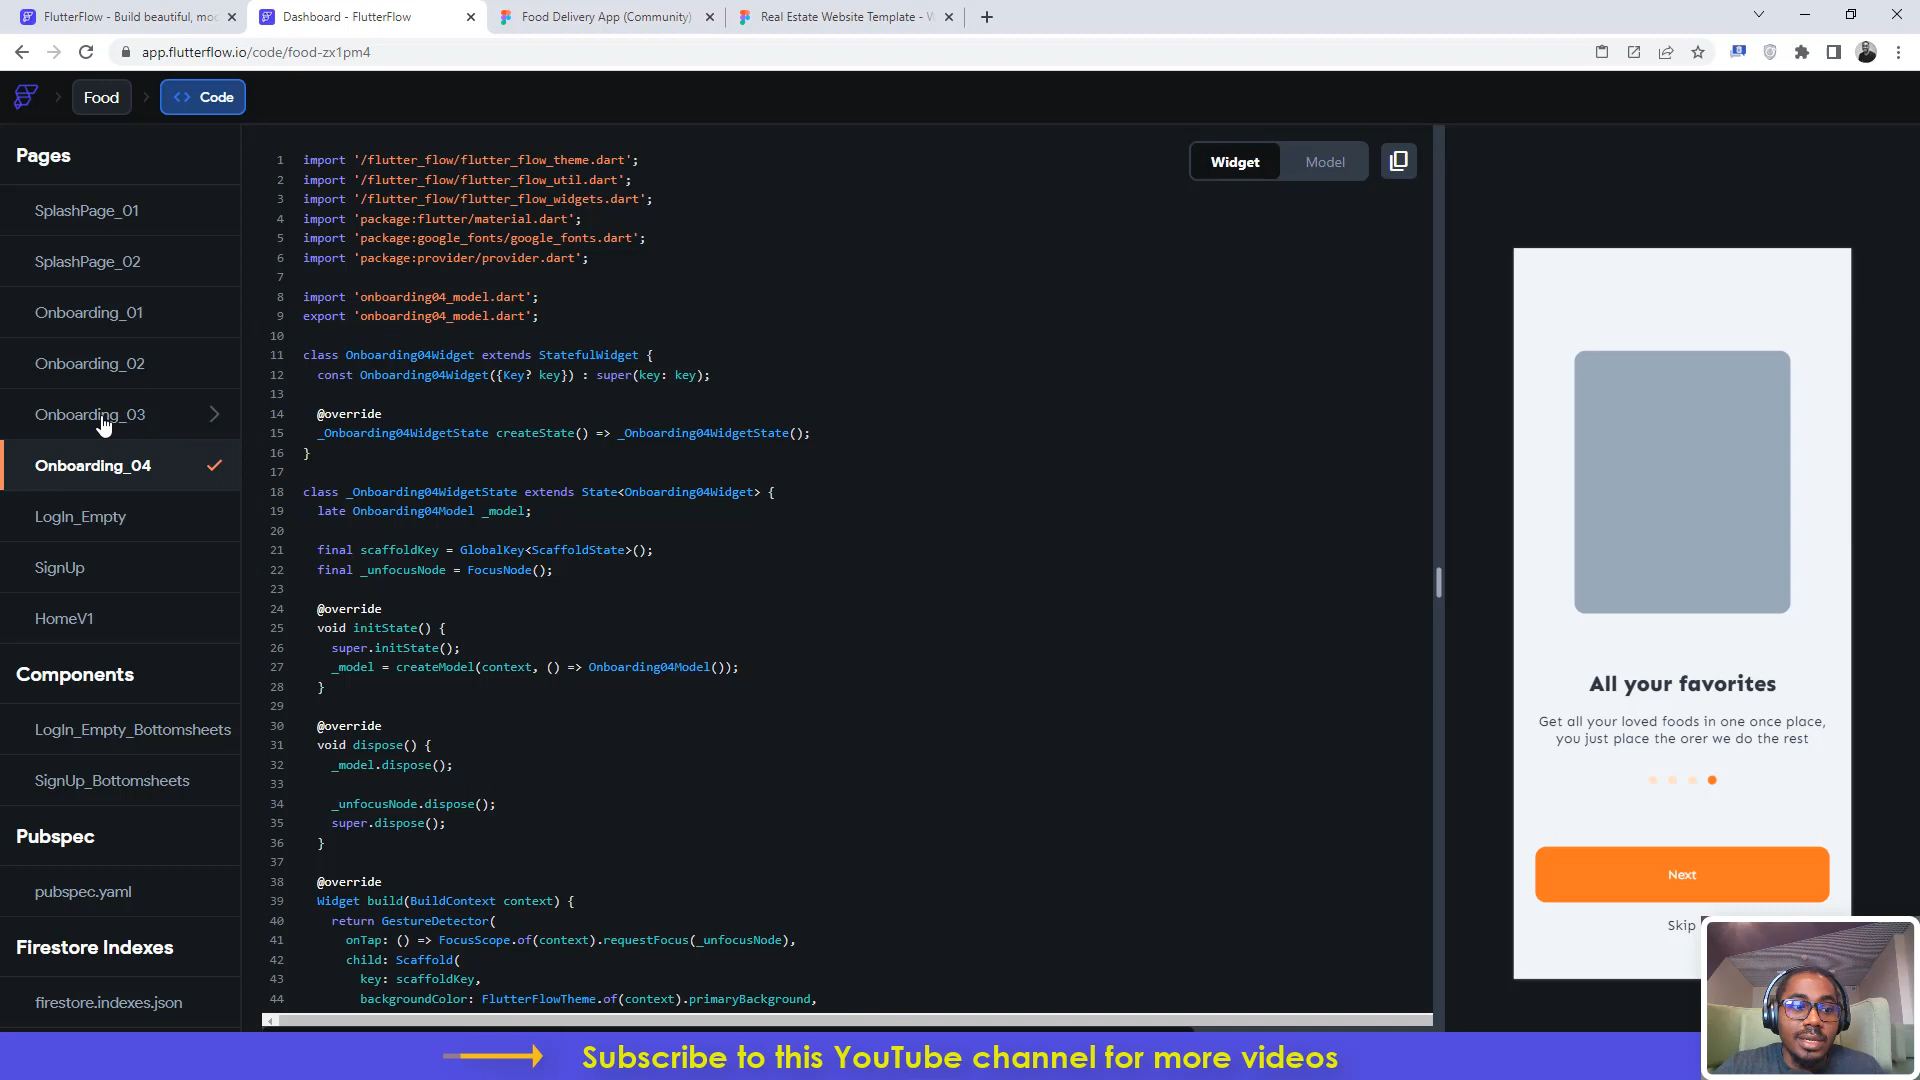 FlutterFlow - Build beautiful, mo
Dashboard - FlutterFlow
Food Delivery App (Community)
Real Estate Website Template - W
app.flutterflow.io/code/food-zx1pm4
Food
<> Code
Pages
SplashPage_01
SplashPage_02
Onboarding_01
Onboarding_02
Onboarding_03
Onboarding_04
LogIn_Empty
SignUp
HomeV1
Components
LogIn_Empty_Bottomsheets
SignUp_Bottomsheets
Pubspec
pubspec.yaml
Firestore Indexes
firestore.indexes.json
1 import '/flutter_flow/flutter_flow_theme.dart';
2 import '/flutter_flow/flutter_flow_util.dart';
3 import '/flutter_flow/flutter_flow_widgets.dart';
4 import 'package:flutter/material.dart';
5 import 'package:google_fonts/google_fonts.dart';
6 import 'package:provider/provider.dart';
7
8 import 'onboarding04_model.dart';
9 export 'onboarding04_model.dart';
10
11 class Onboarding04Widget extends StatefulWidget {
12 const Onboarding04Widget({Key? key}) : super(key: key);
13
14 @override
15 _Onboarding04WidgetState createState() => _Onboarding04WidgetState();
16 }
17
18 class _Onboarding04WidgetState extends State<Onboarding04Widget> {
19 late Onboarding04Model _model;
20
21 final scaffoldKey = GlobalKey<ScaffoldState>();
22 final _unfocusNode = FocusNode();
23
24 @override
25 void initState() {
26 super.initState();
27 _model = createModel(context, () => Onboarding04Model());
28 }
29
30 @override
31 void dispose() {
32 _model.dispose();
33
34 _unfocusNode.dispose();
35 super.dispose();
36 }
37
38 @override
39 Widget build(BuildContext context) {
40 return GestureDetector(
41 onTap: () => FocusScope.of(context).requestFocus(_unfocusNode),
42 child: Scaffold(
43 key: scaffoldKey,
44 backgroundColor: FlutterFlowTheme.of(context).primaryBackground,
Widget
Model
All your favorites
Get all your loved foods in one once place,
you just place the orer we do the rest
Next
Skip
Subscribe to this YouTube channel for more videos